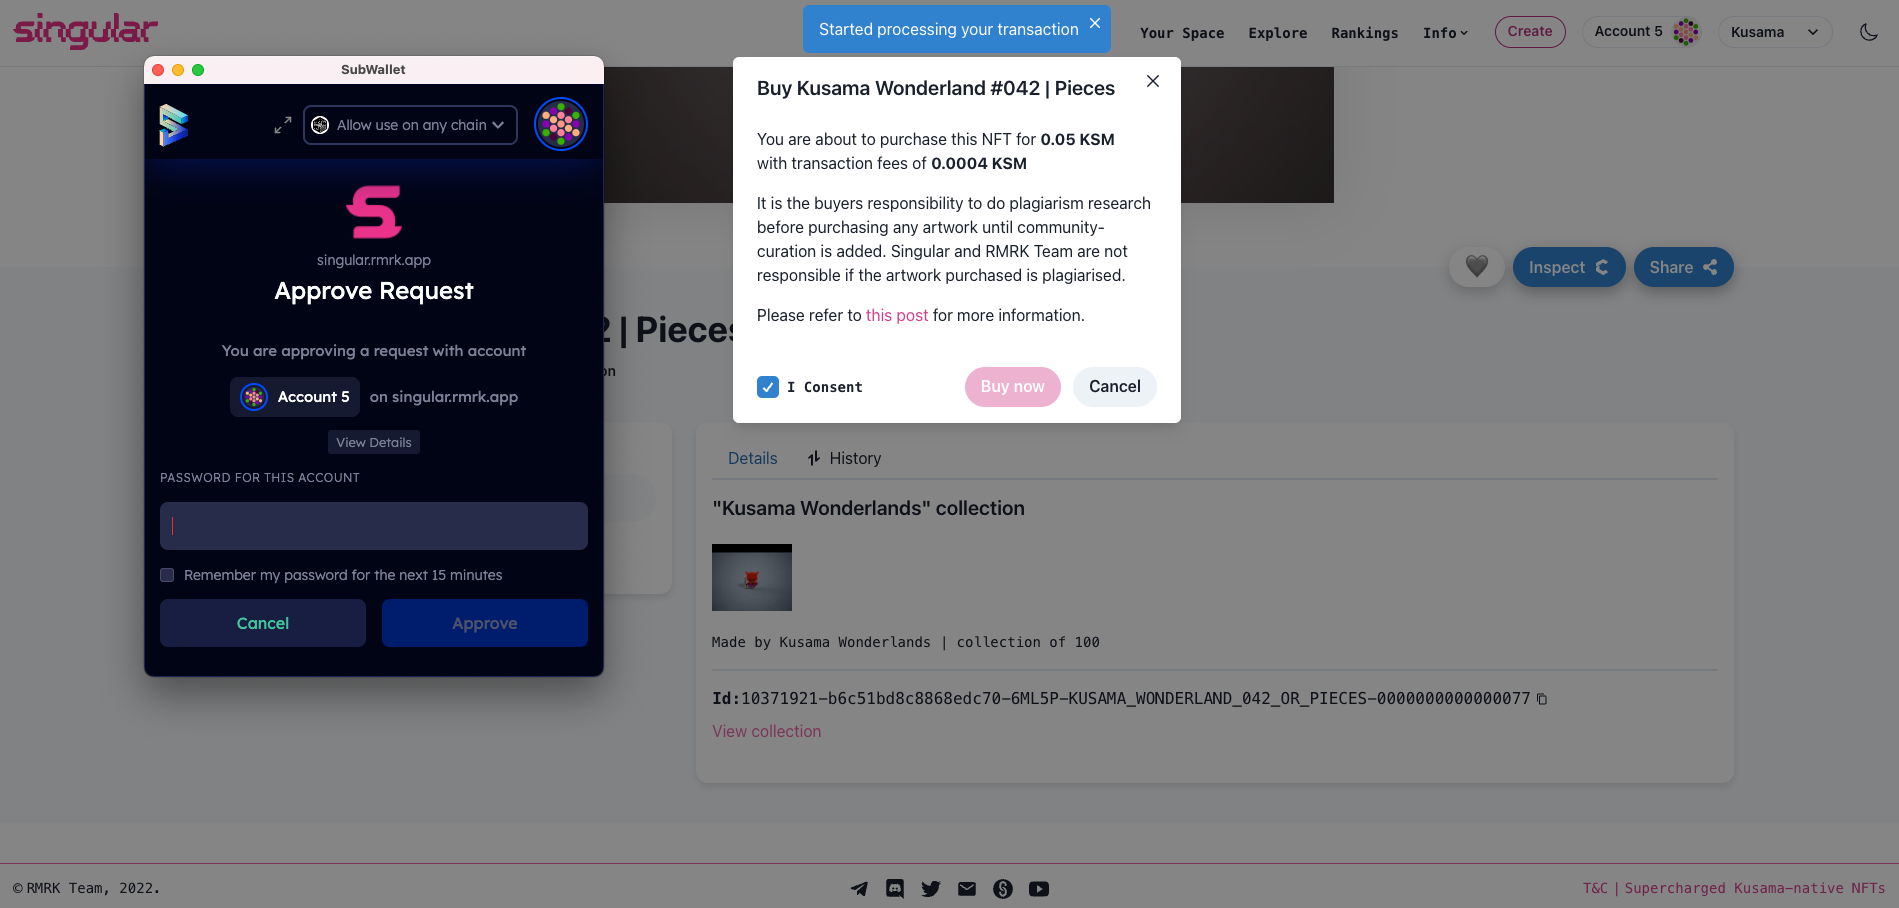 singular
Started processing your transaction
Your Space
Explore
Rankings
Info
Create
Account 5
Kusama
SubWallet
Allow use on any chain
singular.rmrk.app
Approve Request
You are approving a request with account
Account 5 on singular.rmrk.app
View Details
PASSWORD FOR THIS ACCOUNT
Remember my password for the next 15 minutes
Cancel
Approve
Buy Kusama Wonderland #042 | Pieces
You are about to purchase this NFT for 0.05 KSM
with transaction fees of 0.0004 KSM
It is the buyers responsibility to do plagiarism research
before purchasing any artwork until community-
curation is added. Singular and RMRK Team are not
responsible if the artwork purchased is plagiarised.
Please refer to this post for more information.
I Consent
Buy now
Cancel
Inspect
Share
2 | Pieces
on
Details
History
"Kusama Wonderlands" collection
Made by Kusama Wonderlands | collection of 100
Id:10371921-b6c51bd8c8868edc70-6ML5P-KUSAMA_WONDERLAND_042_OR_PIECES-0000000000000077
View collection
© RMRK Team, 2022.
T&C | Supercharged Kusama-native NFTs